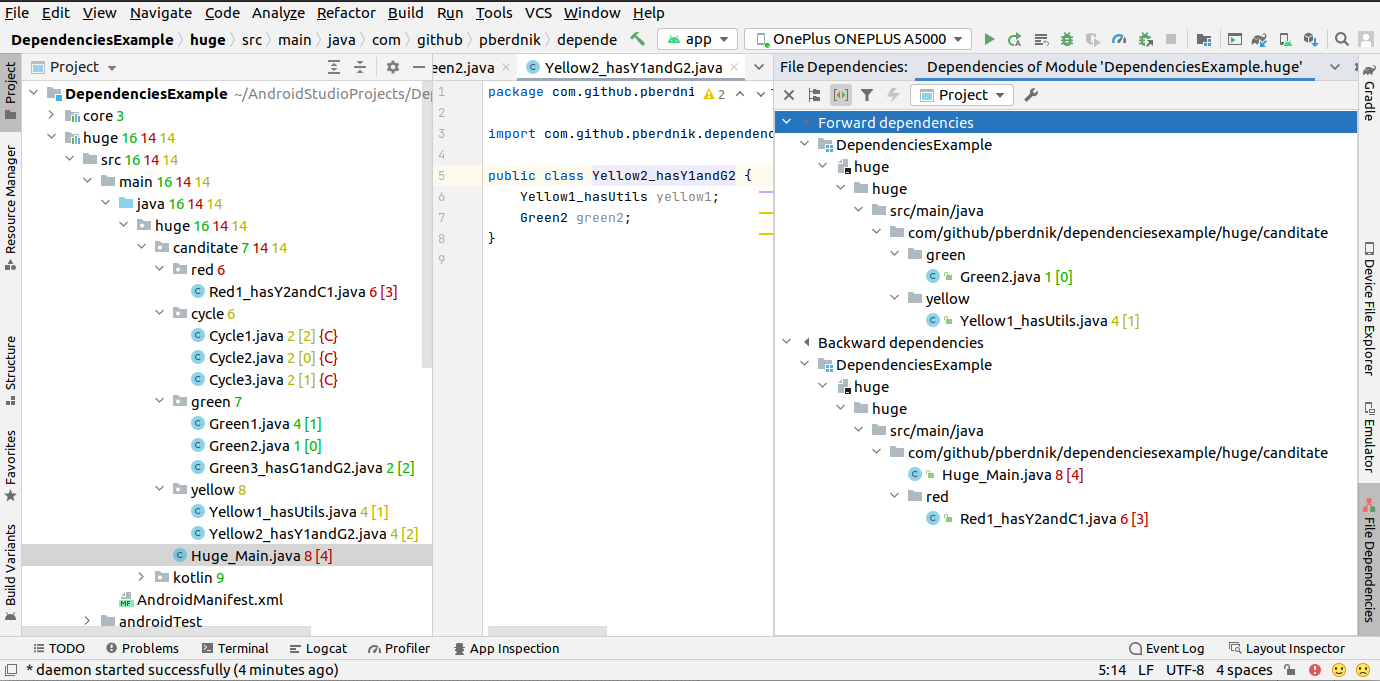 File Edit View Navigate Code Analyze Refactor Build Run Tools VCS Window Help
DependenciesExample huge src main java com github pberdnik depende app OnePlus ONEPLUS A5000
Project
een2.java Yellow2_hasY1andG2.java
File Dependencies: Dependencies of Module 'DependenciesExample.huge'
Project
Resource Manager
Structure
Favorites
Build Variants
DependenciesExample ~/AndroidStudioProjects/De
core 3
huge 16 14 14
src 16 14 14
main 16 14 14
java 16 14 14
huge 16 14 14
canditate 7 14 14
red 6
Red1_hasY2andC1.java 6 [3]
cycle 6
Cycle1.java 2 [2] {C}
Cycle2.java 2 [0] {C}
Cycle3.java 2 [1] {C}
green 7
Green1.java 4 [1]
Green2.java 1 [0]
Green3_hasG1andG2.java 2 [2]
yellow 8
Yellow1_hasUtils.java 4 [1]
Yellow2_hasY1andG2.java 4 [2]
Huge_Main.java 8 [4]
kotlin 9
AndroidManifest.xml
androidTest
1 package com.github.pberdni 2
2
3 import com.github.pberdnik.dependenc
4
5 public class Yellow2_hasY1andG2 {
6 Yellow1_hasUtils yellow1;
7 Green2 green2;
8 }
9
Project
Forward dependencies
DependenciesExample
huge
huge
src/main/java
com/github/pberdnik/dependenciesexample/huge/canditate
green
Green2.java 1 [0]
yellow
Yellow1_hasUtils.java 4 [1]
Backward dependencies
DependenciesExample
huge
huge
src/main/java
com/github/pberdnik/dependenciesexample/huge/canditate
Huge_Main.java 8 [4]
red
Red1_hasY2andC1.java 6 [3]
Gradle
Device File Explorer
Emulator
File Dependencies
TODO Problems Terminal Logcat Profiler App Inspection Event Log Layout Inspector
* daemon started successfully (4 minutes ago) 5:14 LF UTF-8 4 spaces